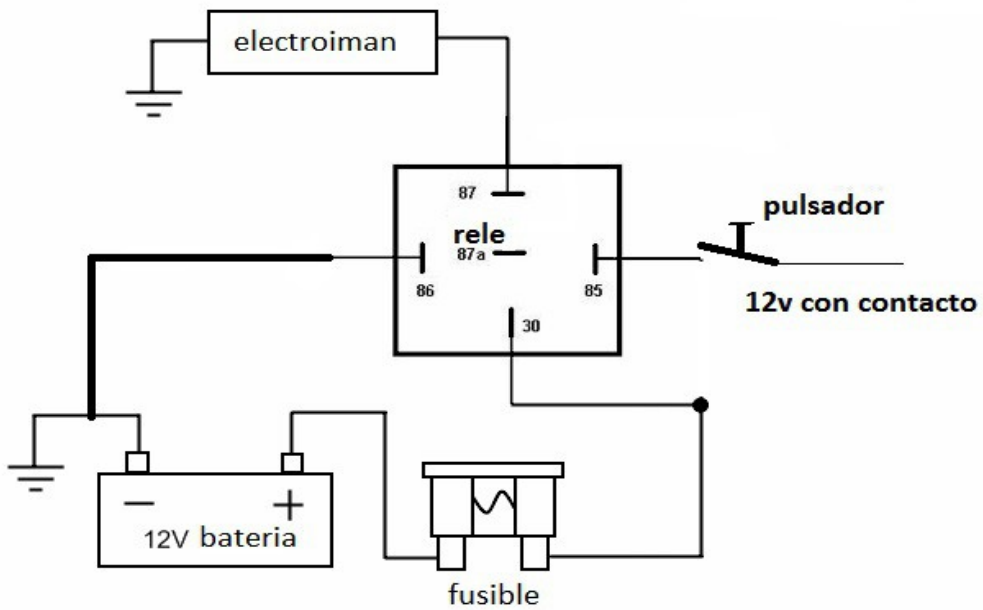 electroiman
87
rele
87a
86
85
30
pulsador
12v con contacto
− +
12V bateria
fusible